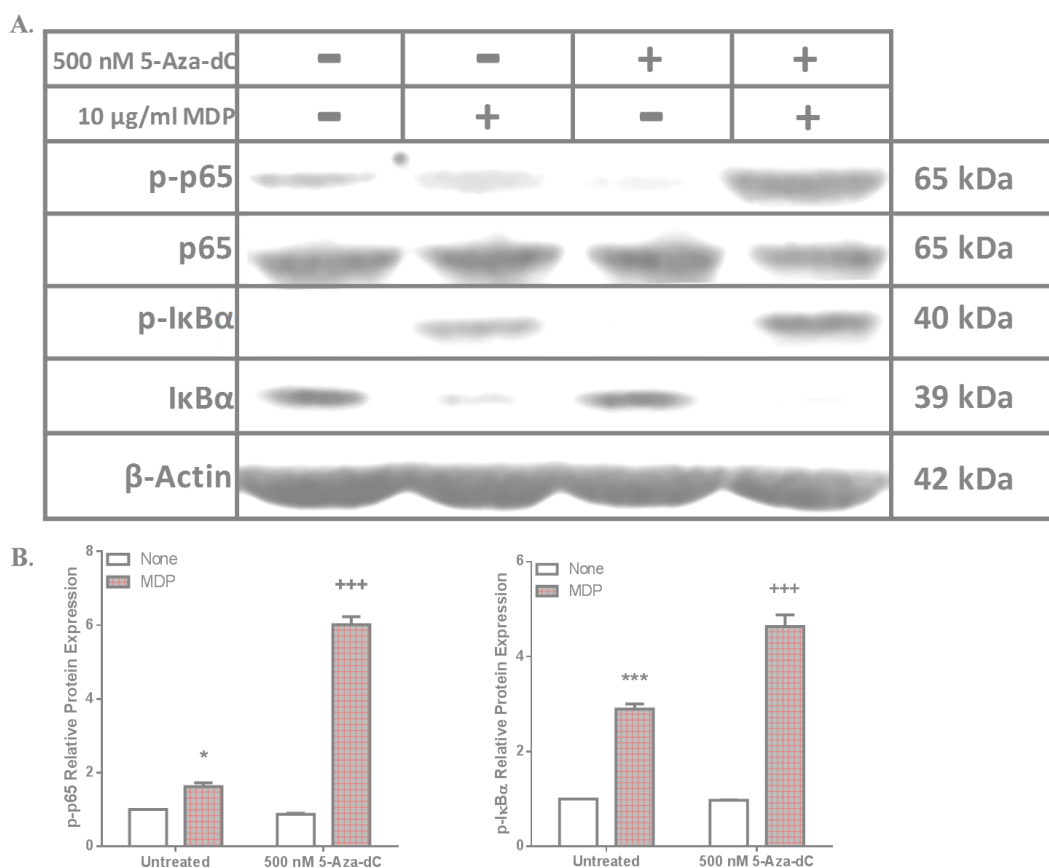 A.
500 nM 5-Aza-dC - - + +
10 µg/ml MDP - + - +
p-p65 65 kDa
p65 65 kDa
p-IκBα 40 kDa
IκBα 39 kDa
β-Actin 42 kDa
B.
p-p65 Relative Protein Expression
8
6
4
2
0
None
MDP
*
+++
Untreated 500 nM 5-Aza-dC
p-IκBα Relative Protein Expression
6
4
2
0
None
MDP
***
+++
Untreated 500 nM 5-Aza-dC